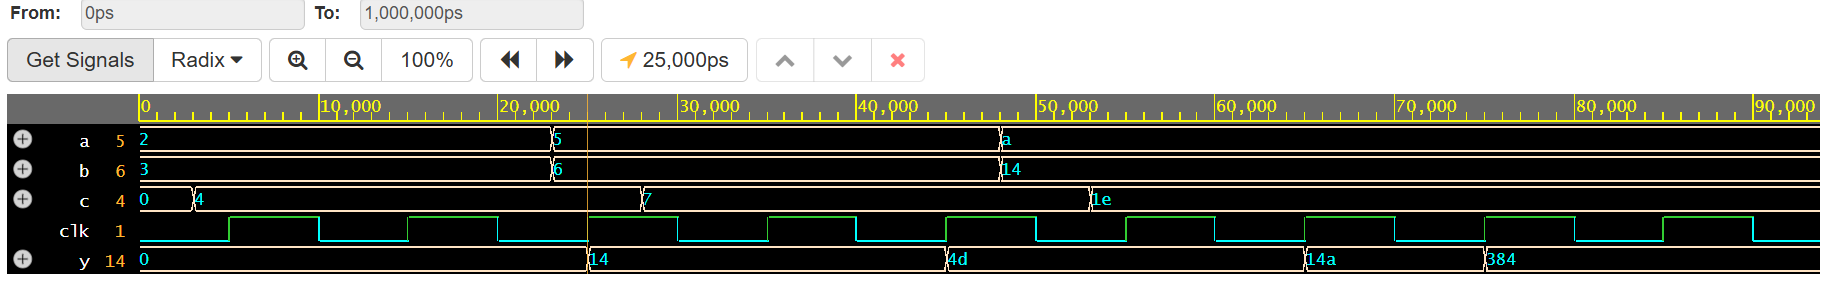 From: 0ps To: 1,000,000ps
Get Signals Radix 100% 25,000ps
0 10,000 20,000 30,000 40,000 50,000 60,000 70,000 80,000 90,000
a 5 2 5 a
b 6 3 6 14
c 4 0 4 7 1e
clk 1
y 14 0 14 4d 14a 384